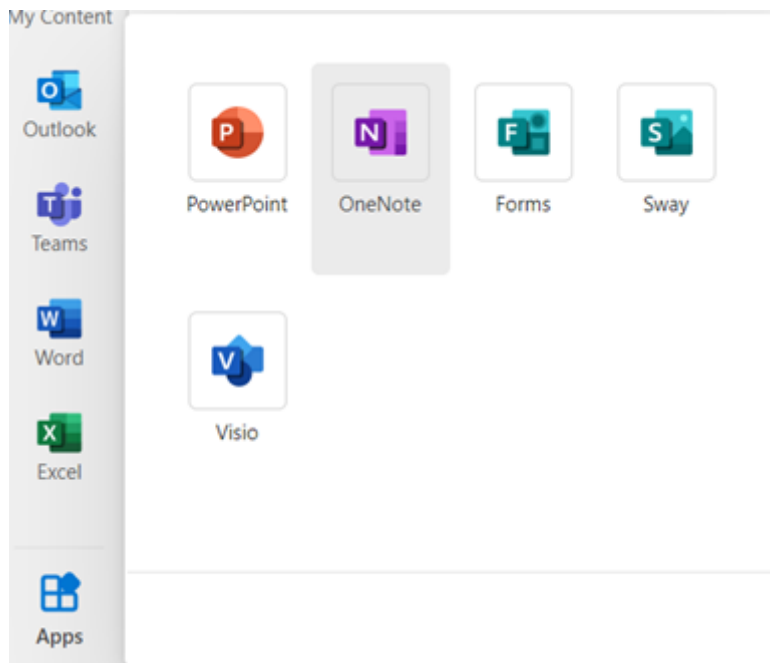 My Content
Outlook
Teams
Word
Excel
Apps
PowerPoint
OneNote
Forms
Sway
Visio